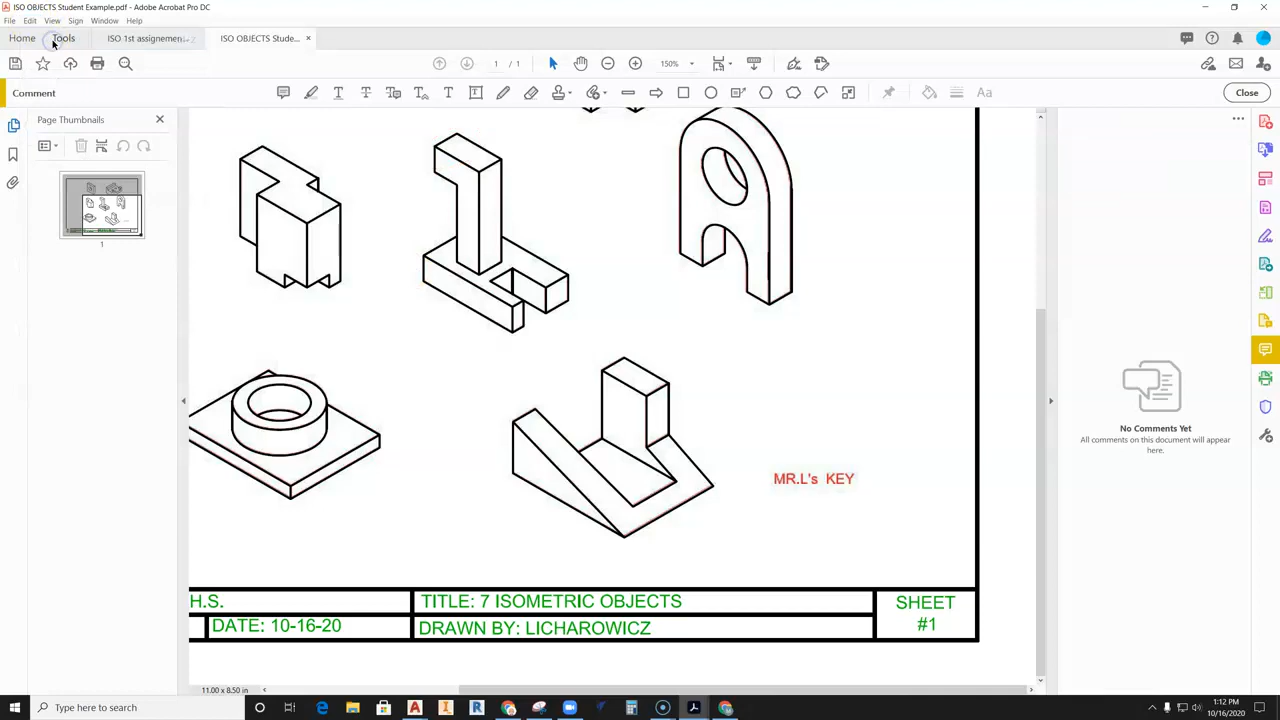 ISO OBJECTS Student Example.pdf - Adobe Acrobat Pro DC
File Edit View Sign Window Help
Home Tools ISO 1st assignemen... ISO OBJECTS Stude... ×
1 / 1 150%
Comment Close
Page Thumbnails
1
No Comments Yet
All comments on this document will appear
here.
MR.L's KEY
H.S. TITLE: 7 ISOMETRIC OBJECTS SHEET
DATE: 10-16-20 DRAWN BY: LICHAROWICZ #1
11.00 x 8.50 in
Type here to search
1:12 PM
10/16/2020